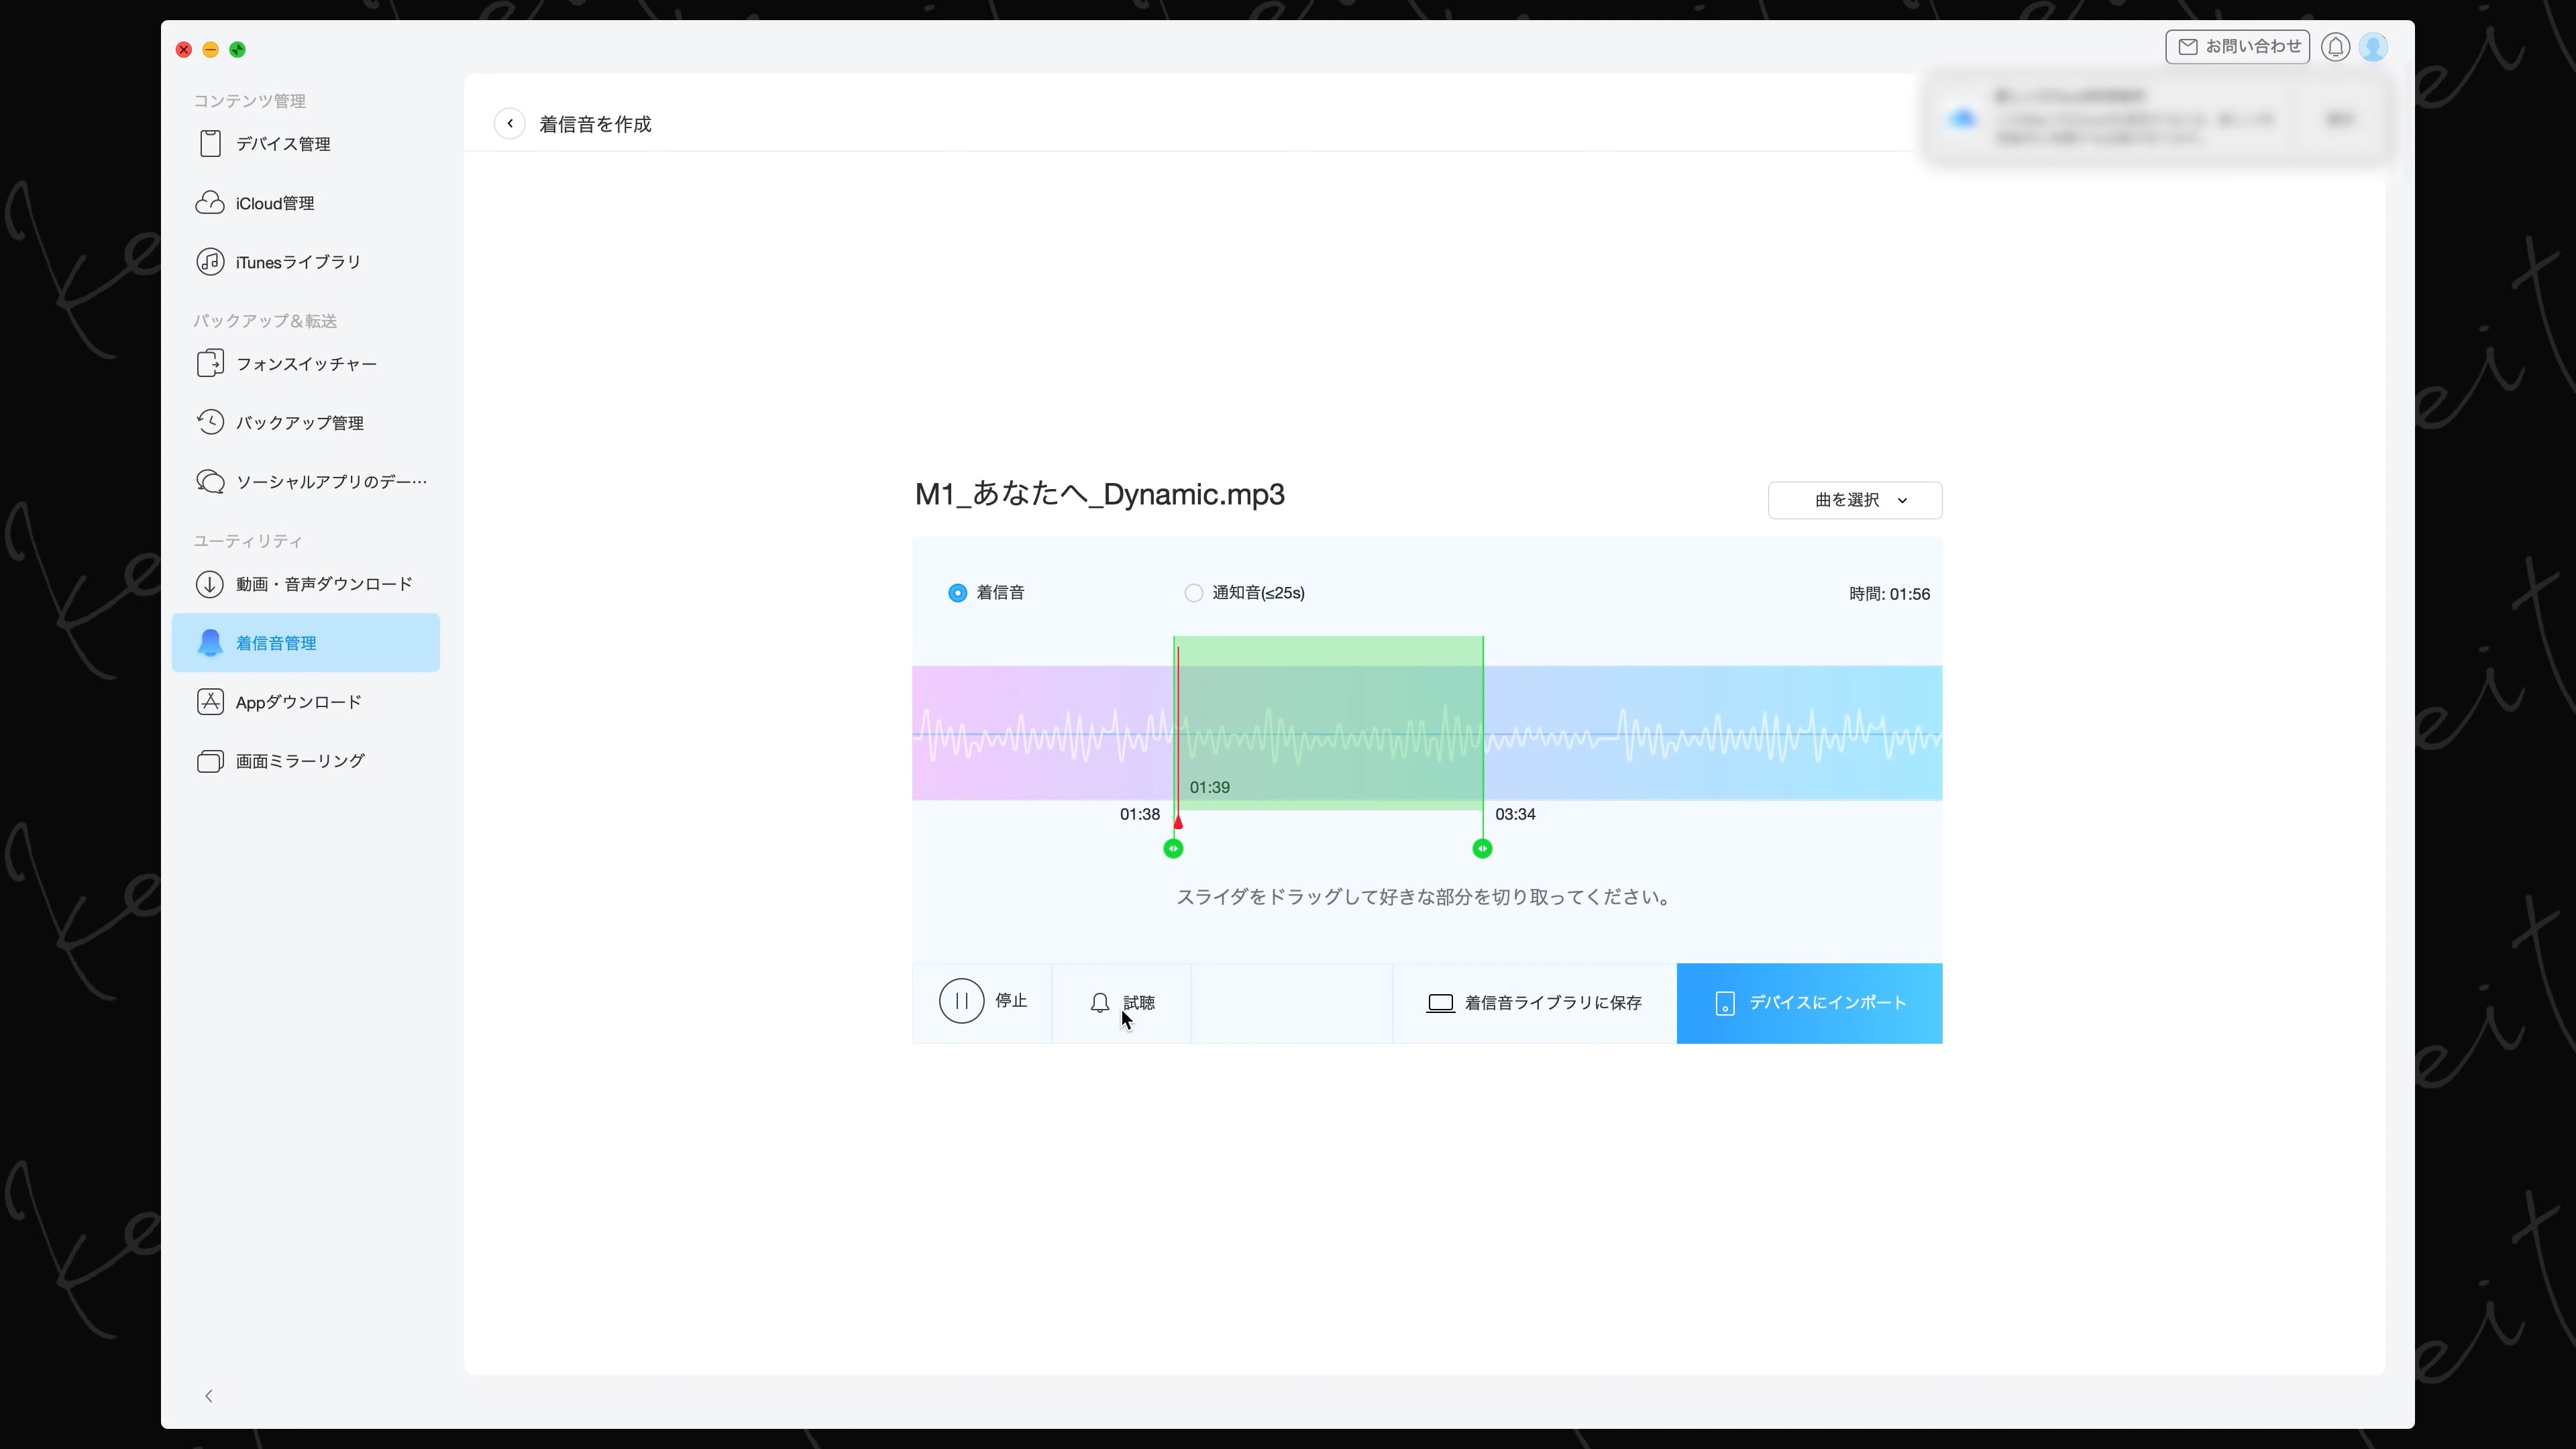 お問い合わせ
コンテンツ管理
デバイス管理
iCloud管理
iTunesライブラリ
バックアップ＆転送
フォンスイッチャー
バックアップ管理
ソーシャルアプリのデー…
ユーティリティ
動画・音声ダウンロード
着信音管理
Appダウンロード
画面ミラーリング
着信音を作成
M1_あなたへ_Dynamic.mp3
曲を選択
着信音
通知音(≤25s)
時間: 01:56
01:39
01:38
03:34
スライダをドラッグして好きな部分を切り取ってください。
停止
試聴
着信音ライブラリに保存
デバイスにインポート